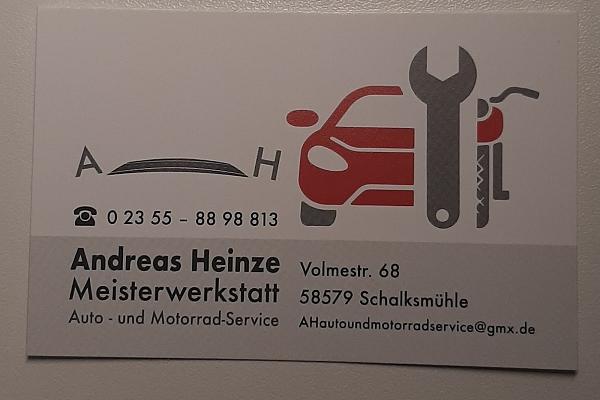 A H
0 23 55 – 88 98 813
Andreas Heinze
Meisterwerkstatt
Auto - und Motorrad-Service
Volmestr. 68
58579 Schalksmühle
AHautoundmotorradservice@gmx.de